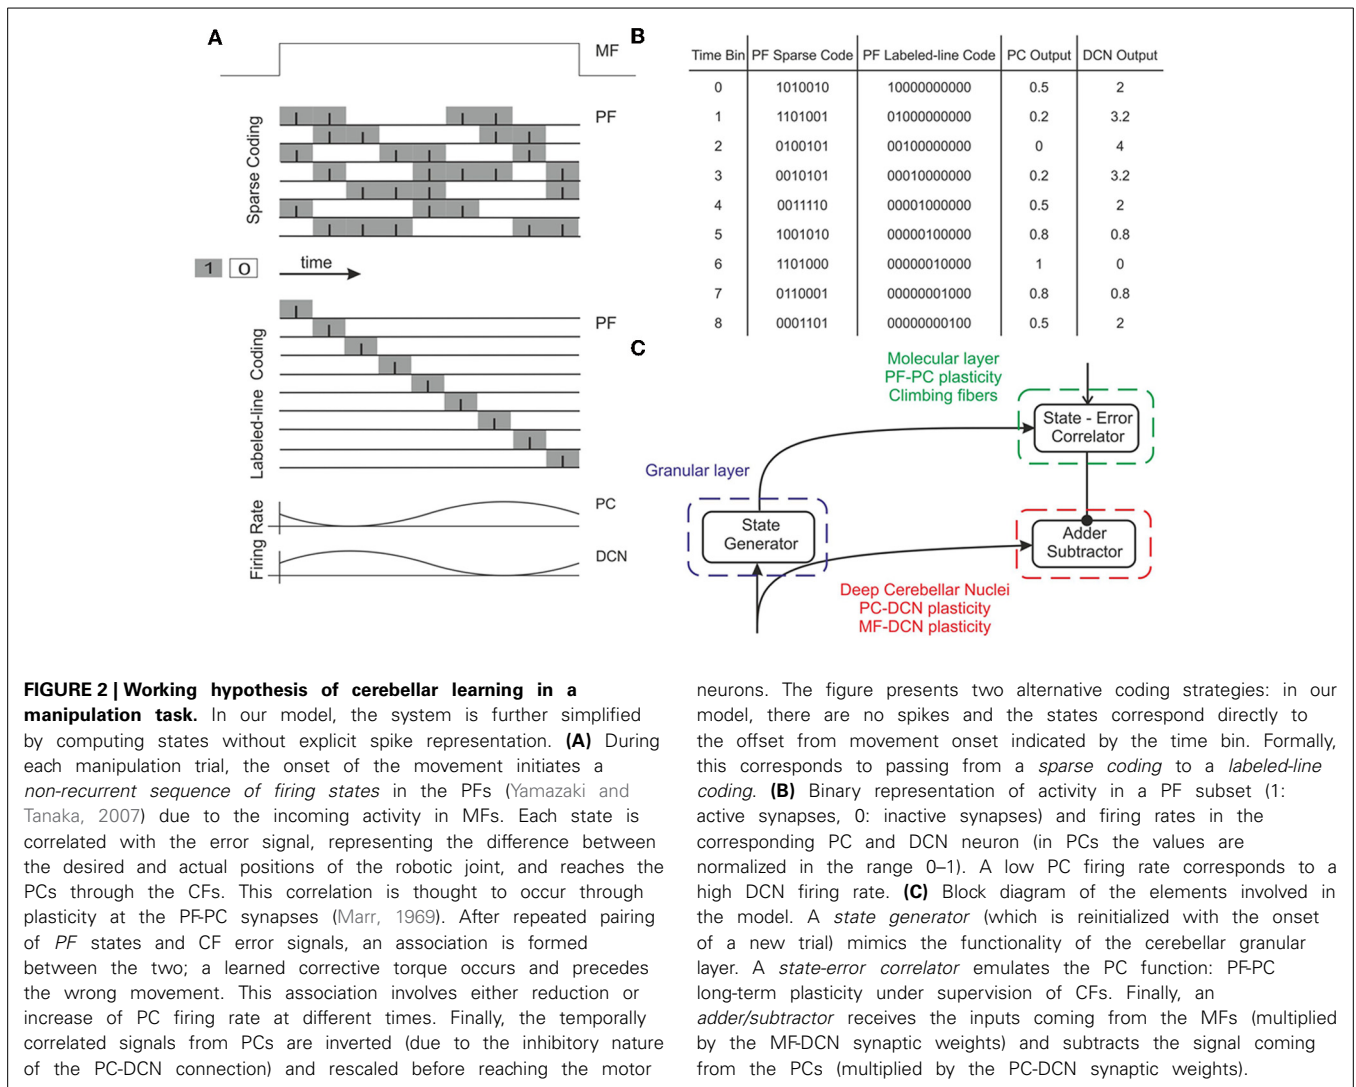 A
MF
Sparse Coding
PF
1 0
time
Labeled-line Coding
PF
Firing Rate
PC
DCN
B
Time Bin PF Sparse Code PF Labeled-line Code PC Output DCN Output
0 1010010 10000000000 0.5 2
1 1101001 01000000000 0.2 3.2
2 0100101 00100000000 0 4
3 0010101 00010000000 0.2 3.2
4 0011110 00001000000 0.5 2
5 1001010 00000100000 0.8 0.8
6 1101000 00000010000 1 0
7 0110001 00000001000 0.8 0.8
8 0001101 00000000100 0.5 2
C
Molecular layer
PF-PC plasticity
Climbing fibers
State - Error
Correlator
Granular layer
State
Generator
Adder
Subtractor
Deep Cerebellar Nuclei
PC-DCN plasticity
MF-DCN plasticity
FIGURE 2 | Working hypothesis of cerebellar learning in a
manipulation task. In our model, the system is further simplified
by computing states without explicit spike representation. (A) During
each manipulation trial, the onset of the movement initiates a
non-recurrent sequence of firing states in the PFs (Yamazaki and
Tanaka, 2007) due to the incoming activity in MFs. Each state is
correlated with the error signal, representing the difference between
the desired and actual positions of the robotic joint, and reaches the
PCs through the CFs. This correlation is thought to occur through
plasticity at the PF-PC synapses (Marr, 1969). After repeated pairing
of PF states and CF error signals, an association is formed
between the two; a learned corrective torque occurs and precedes
the wrong movement. This association involves either reduction or
increase of PC firing rate at different times. Finally, the temporally
correlated signals from PCs are inverted (due to the inhibitory nature
of the PC-DCN connection) and rescaled before reaching the motor
neurons. The figure presents two alternative coding strategies: in our
model, there are no spikes and the states correspond directly to
the offset from movement onset indicated by the time bin. Formally,
this corresponds to passing from a sparse coding to a labeled-line
coding. (B) Binary representation of activity in a PF subset (1:
active synapses, 0: inactive synapses) and firing rates in the
corresponding PC and DCN neuron (in PCs the values are
normalized in the range 0–1). A low PC firing rate corresponds to a
high DCN firing rate. (C) Block diagram of the elements involved in
the model. A state generator (which is reinitialized with the onset
of a new trial) mimics the functionality of the cerebellar granular
layer. A state-error correlator emulates the PC function: PF-PC
long-term plasticity under supervision of CFs. Finally, an
adder/subtractor receives the inputs coming from the MFs (multiplied
by the MF-DCN synaptic weights) and subtracts the signal coming
from the PCs (multiplied by the PC-DCN synaptic weights).